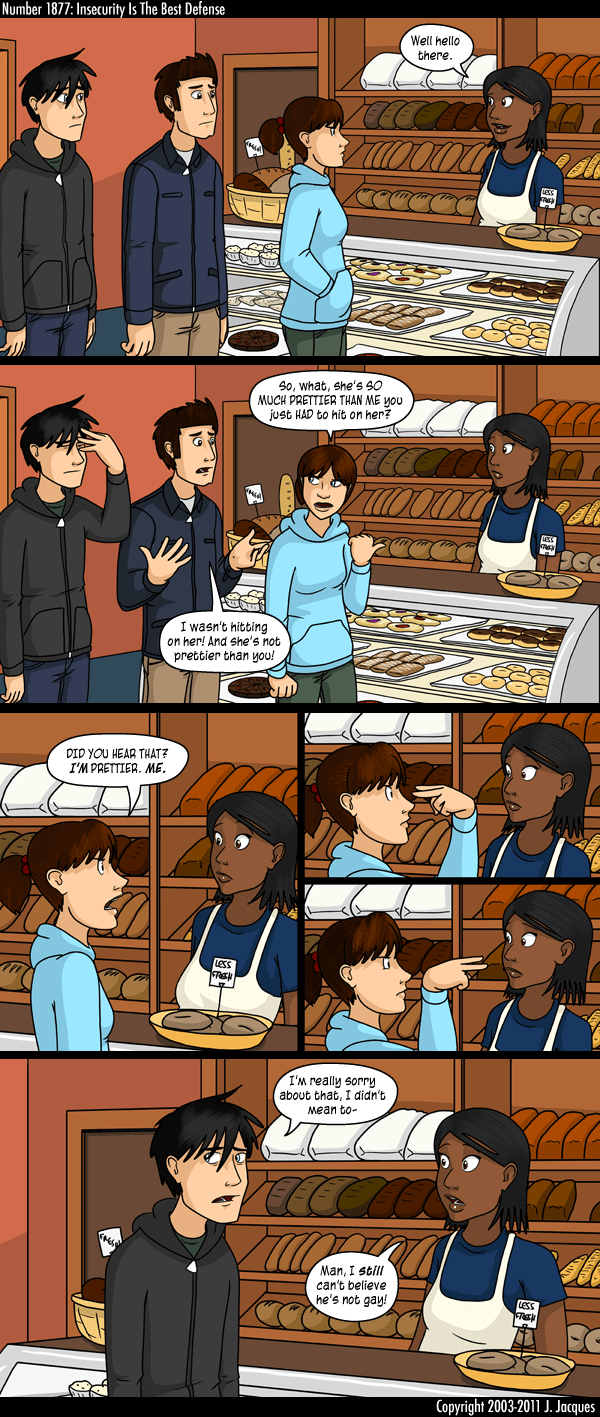 Number 1877: Insecurity Is The Best Defense
Well hello
there.
FRESH!
LESS
FRESH
So, what, she's SO
MUCH PRETTIER THAN ME you
just HAD to hit on her?
FRESH!
LESS
FRESH
I wasn't hitting
on her! And she's not
prettier than you!
DID YOU HEAR THAT?
I'M PRETTIER. ME.
LESS
FRESH
I'm really sorry
about that, I didn't
mean to-
FRESH!
Man, I still
can't believe
he's not gay!
LESS
FRESH
Copyright 2003-2011 J. Jacques